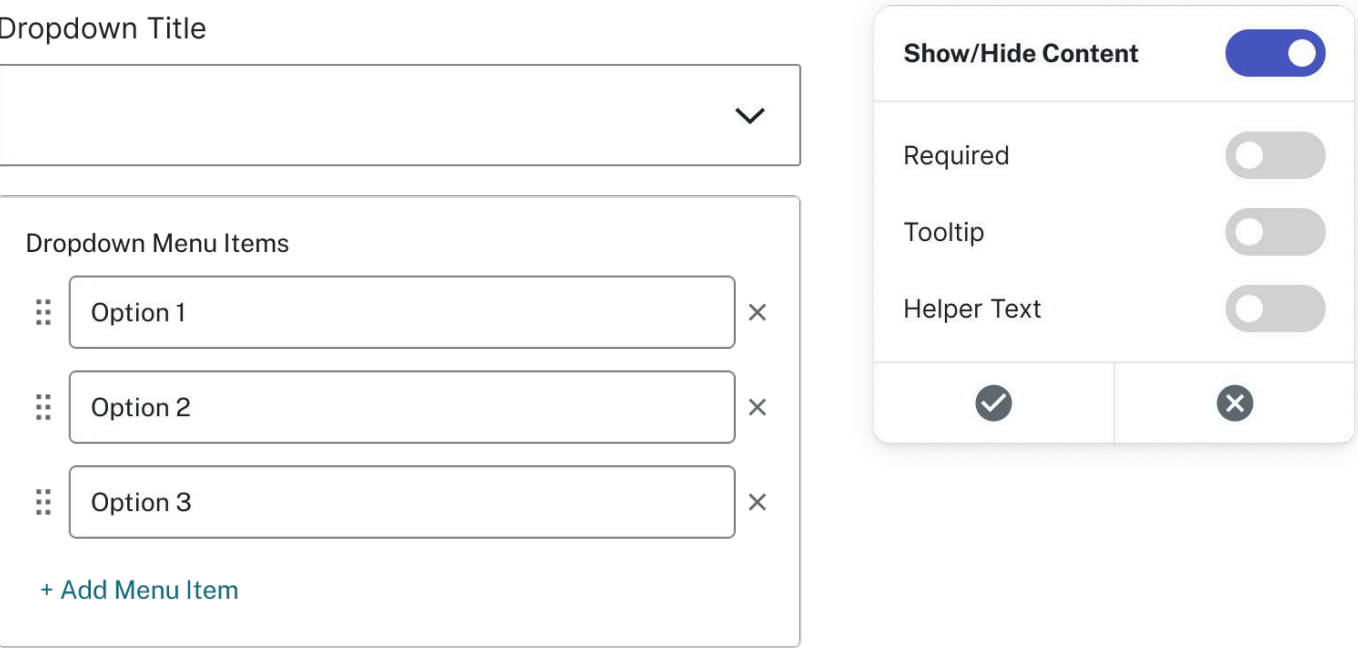 Dropdown Title
Dropdown Menu Items
Option 1
Option 2
Option 3
+ Add Menu Item
Show/Hide Content
Required
Tooltip
Helper Text